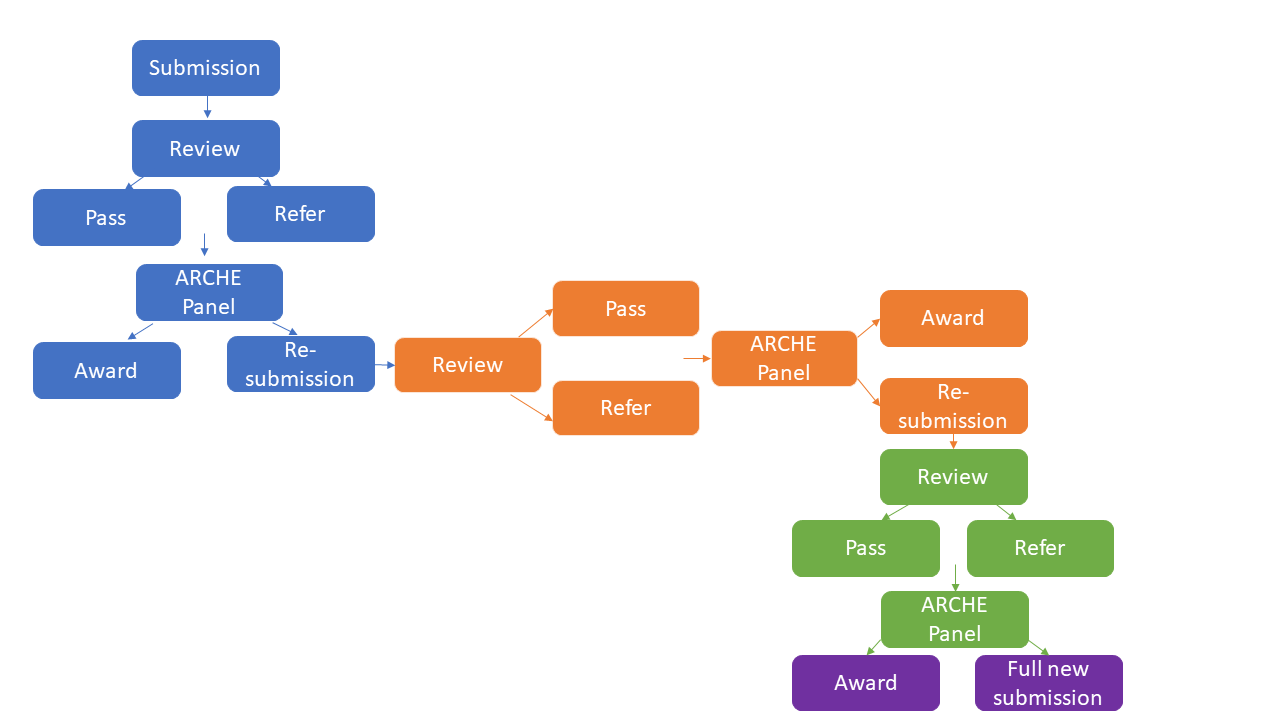 Submission
Review
Pass
Refer
ARCHE
Panel
Award
Re-
submission
Review
Pass
Refer
ARCHE
Panel
Award
Re-
submission
Review
Pass
Refer
ARCHE
Panel
Award
Full new
submission